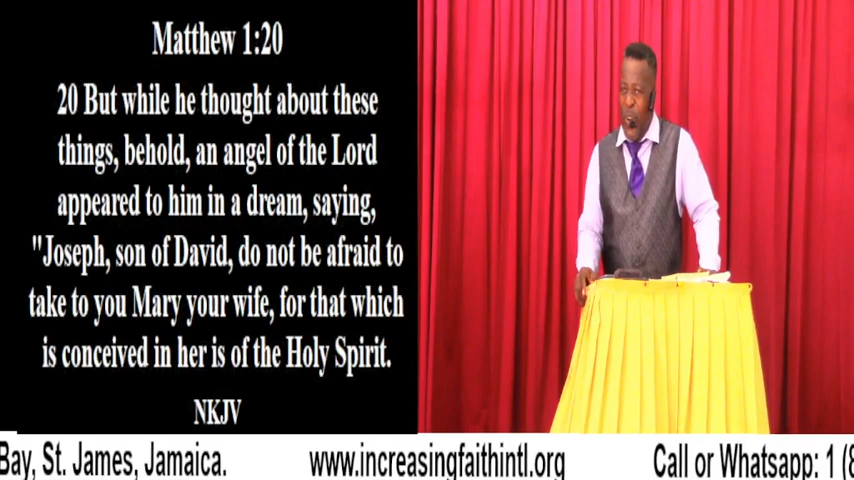 Matthew 1:20
20 But while he thought about these
things, behold, an angel of the Lord
appeared to him in a dream, saying,
"Joseph, son of David, do not be afraid to
take to you Mary your wife, for that which
is conceived in her is of the Holy Spirit.
NKJV
Bay, St. James, Jamaica. www.increasingfaithintl.org Call or Whatsapp: 1 (8